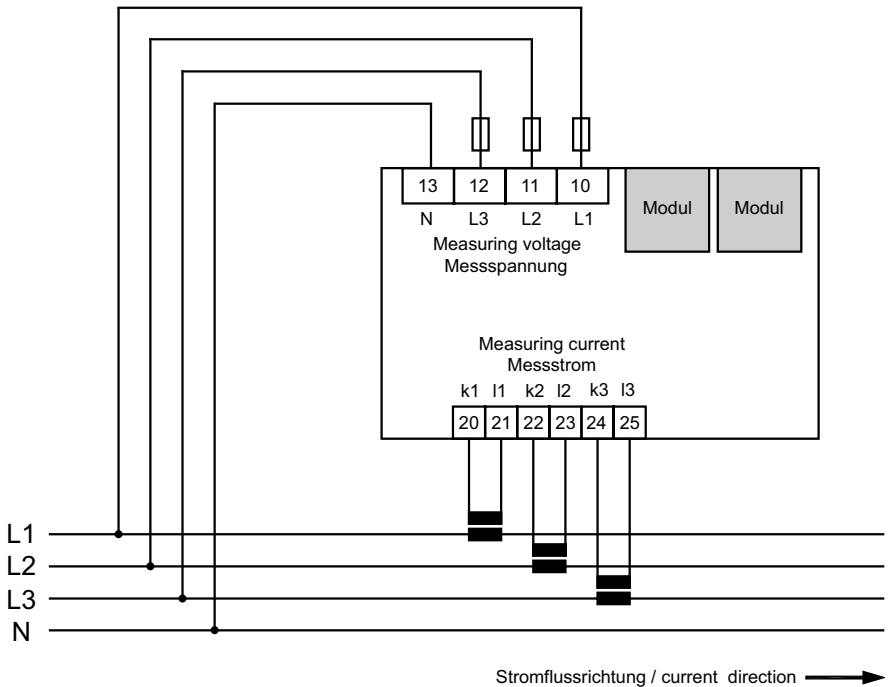 13 12 11 10
N L3 L2 L1
Modul Modul
Measuring voltage
Messspannung
Measuring current
Messstrom
k1 l1 k2 l2 k3 l3
20 21 22 23 24 25
L1
L2
L3
N
Stromflussrichtung / current direction